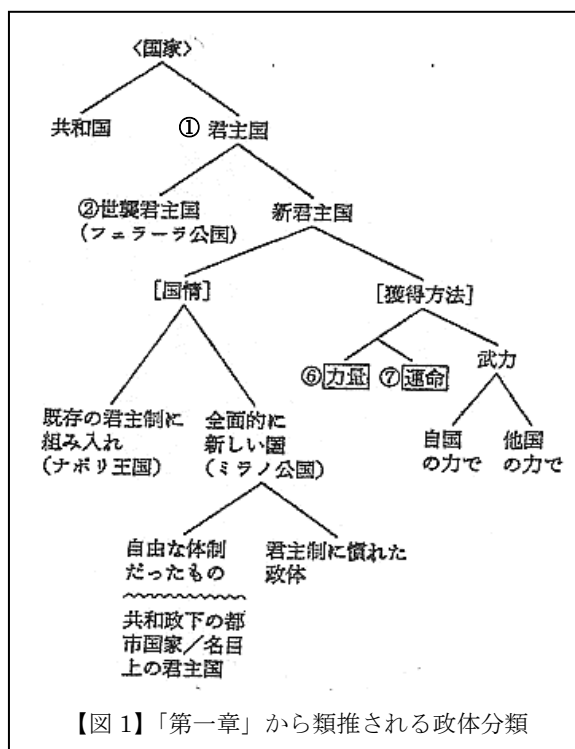 〈国家〉
共和国
① 君主国
②世襲君主国
(フェラーラ公国)
新君主国
[国情]
[獲得方法]
⑥力量
⑦運命
武力
既存の君主制に
組み入れ
(ナポリ王国)
全面的に
新しい国
(ミラノ公国)
自国
の力で
他国
の力で
自由な体制
だったもの
君主制に慣れた
政体
共和政下の都
市国家/名目
上の君主国
【図1】「第一章」から類推される政体分類